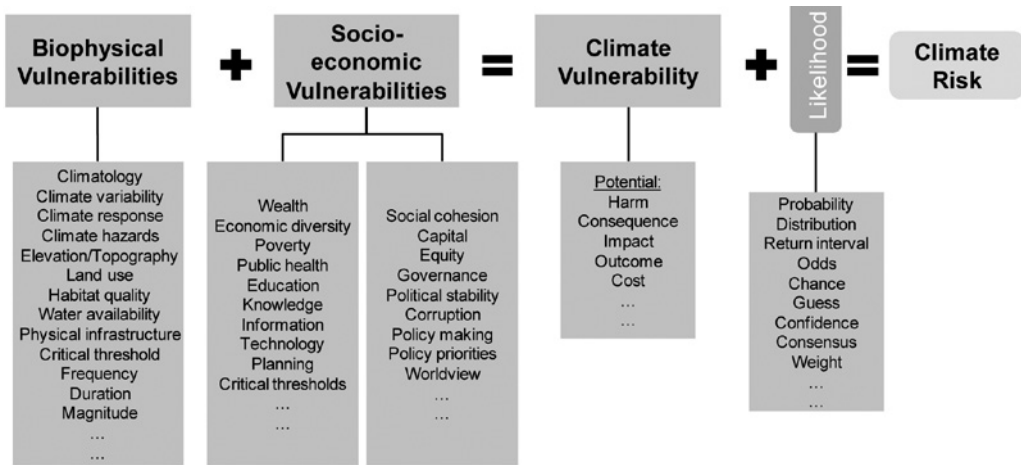 Biophysical
Vulnerabilities
+
Socio-
economic
Vulnerabilities
=
Climate
Vulnerability
+
Likelihood
=
Climate
Risk
Climatology
Climate variability
Climate response
Climate hazards
Elevation/Topography
Land use
Habitat quality
Water availability
Physical infrastructure
Critical threshold
Frequency
Duration
Magnitude
...
...
Wealth
Economic diversity
Poverty
Public health
Education
Knowledge
Information
Technology
Planning
Critical thresholds
...
...
Social cohesion
Capital
Equity
Governance
Political stability
Corruption
Policy making
Policy priorities
Worldview
...
...
Potential:
Harm
Consequence
Impact
Outcome
Cost
...
...
Probability
Distribution
Return interval
Odds
Chance
Guess
Confidence
Consensus
Weight
...
...